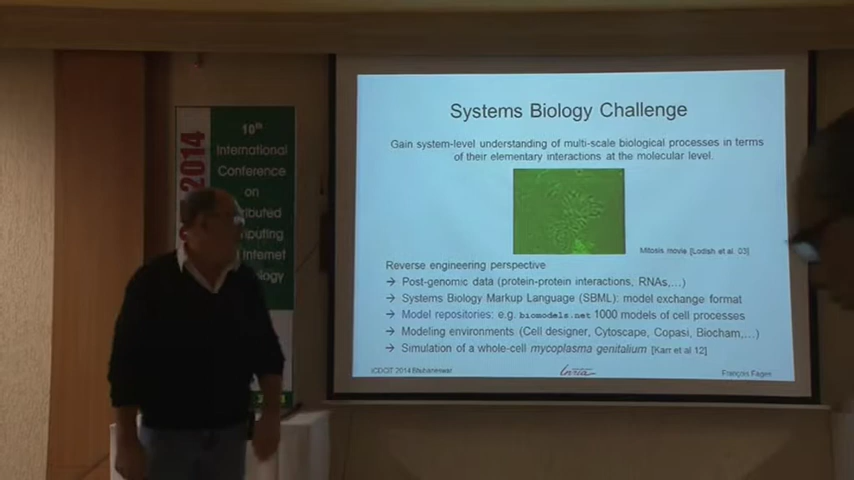 10th
International
Conference on
2014
Systems Biology Challenge
Gain system-level understanding of multi-scale biological processes in terms
of their elementary interactions at the molecular level.
Mitosis movie [Lodish et al. 03]
Reverse engineering perspective
→ Post-genomic data (protein-protein interactions, RNAs,...)
→ Systems Biology Markup Language (SBML): model exchange format
→ Model repositories: e.g. biomodels.net 1000 models of cell processes
→ Modeling environments (Cell designer, Cytoscape, Copasi, Biocham,...)
→ Simulation of a whole-cell mycoplasma genitalium [Karr et al 12]
ICDCIT 2014 Bhubaneswar
Inria
François Fages